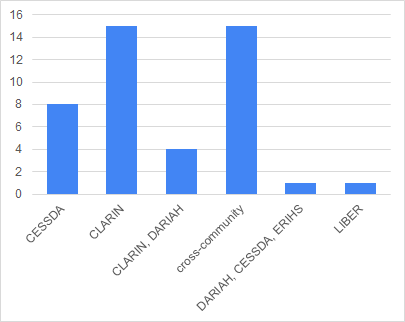 16
14
12
10
8
6
4
2
0
CESSDA
CLARIN
CLARIN, DARIAH
cross-community
DARIAH, CESSDA, ERIHS
LIBER